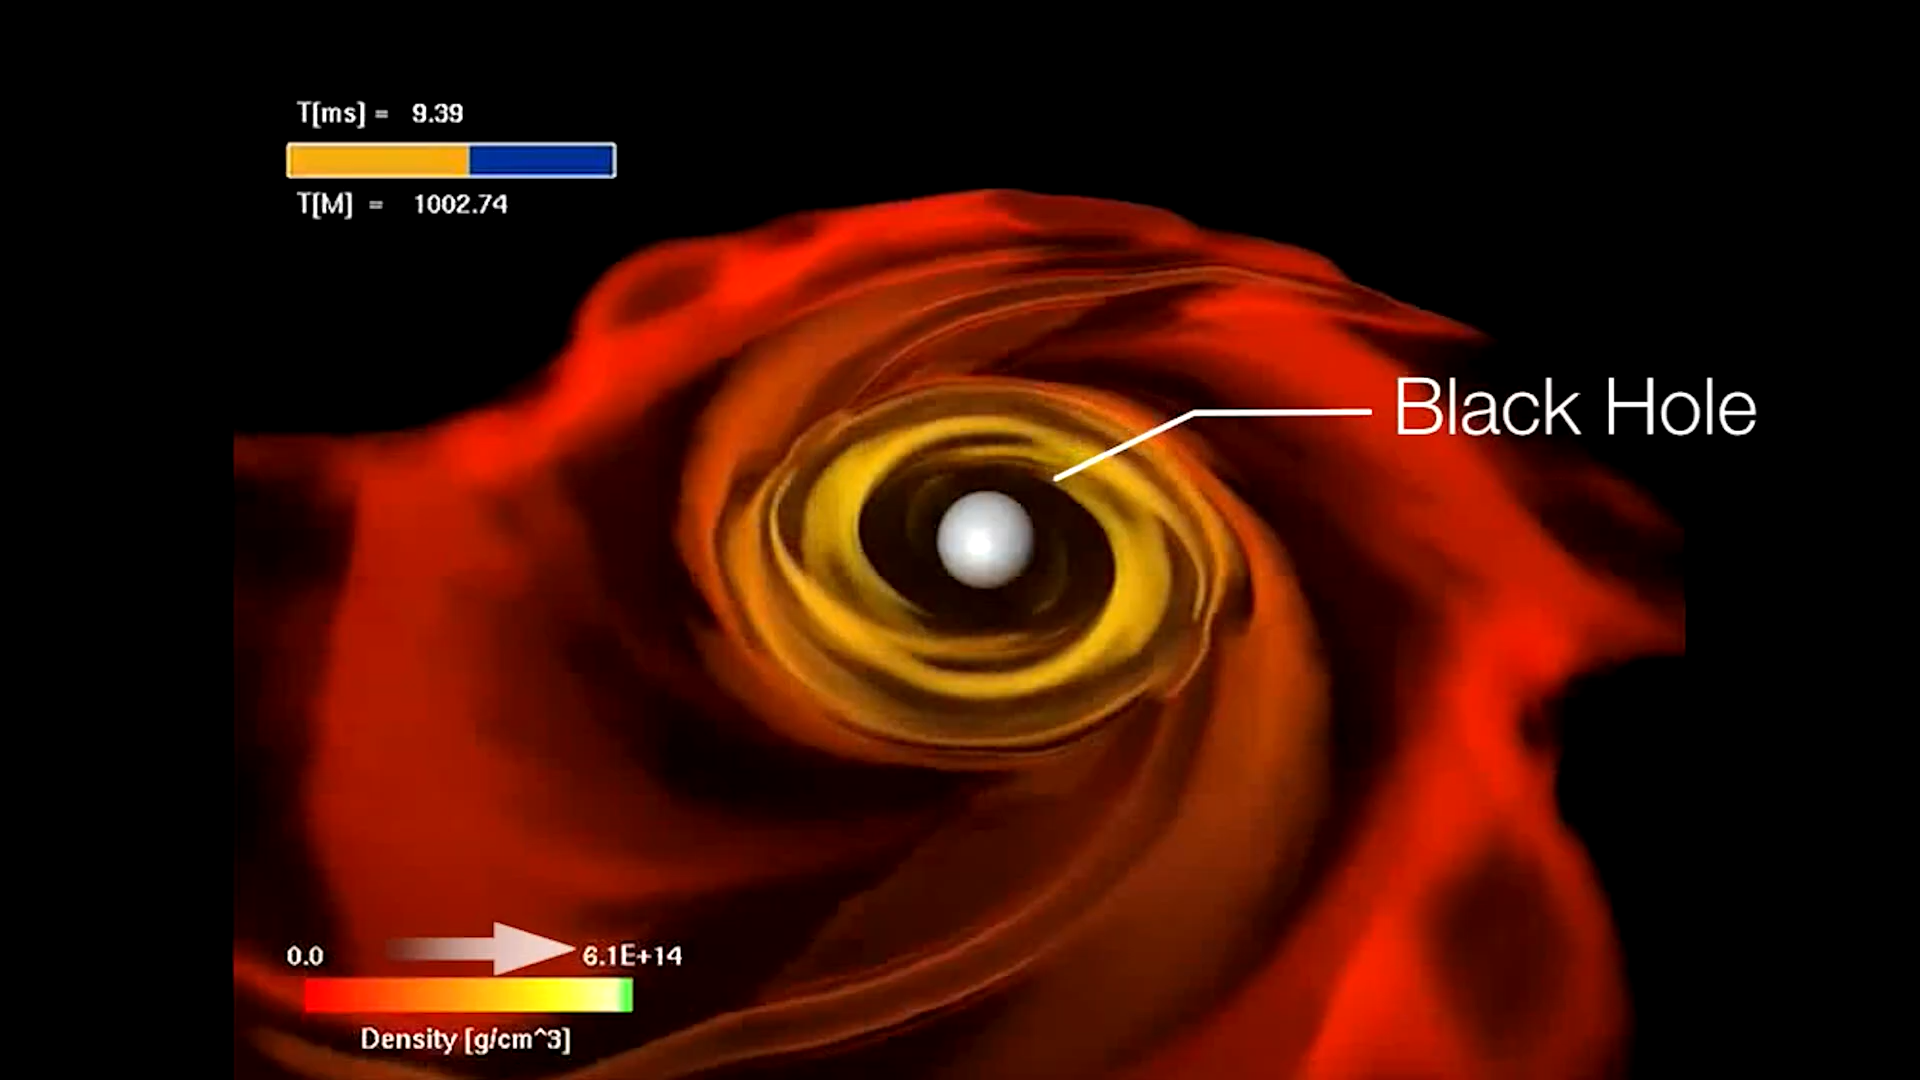 T[ms] = 9.39
T[M] = 1002.74
Black Hole
0.0 6.1E+14
Density [g/cm^3]